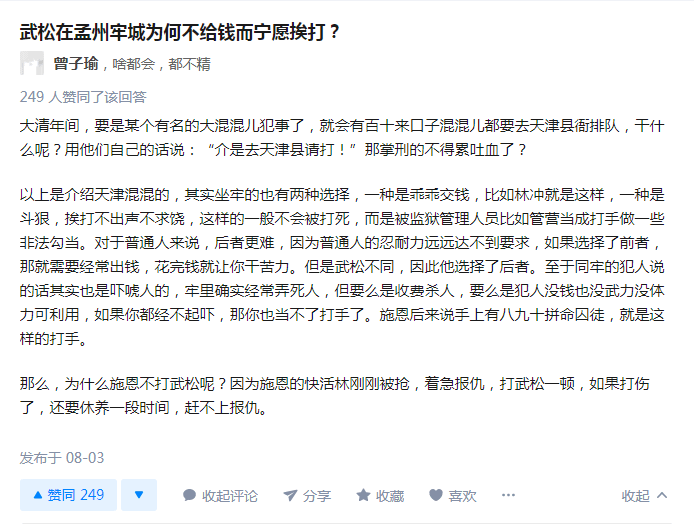 武松在孟州牢城为何不给钱而宁愿挨打？
曾子瑜，啥都会，都不精
249 人赞同了该回答
大清年间，要是某个有名的大混混儿犯事了，就会有百十来口子混混儿都要去天津县衙排队，干什
么呢？用他们自己的话说：“介是去天津县请打！”那掌刑的不得累吐血了？
以上是介绍天津混混的，其实坐牢的也有两种选择，一种是乖乖交钱，比如林冲就是这样，一种是
斗狠，挨打不出声不求饶，这样的一般不会被打死，而是被监狱管理人员比如管营当成打手做一些
非法勾当。对于普通人来说，后者更难，因为普通人的忍耐力远远达不到要求，如果选择了前者，
那就需要经常出钱，花完钱就让你干苦力。但是武松不同，因此他选择了后者。至于同牢的犯人说
的话其实也是吓唬人的，牢里确实经常弄死人，但要么是收费杀人，要么是犯人没钱也没武力没体
力可利用，如果你都经不起吓，那你也当不了打手了。施恩后来说手上有八九十拼命囚徒，就是这
样的打手。
那么，为什么施恩不打武松呢？因为施恩的快活林刚刚被抢，着急报仇，打武松一顿，如果打伤
了，还要休养一段时间，赶不上报仇。
发布于 08-03
赞同 249 收起评论 分享 收藏 喜欢 ··· 收起